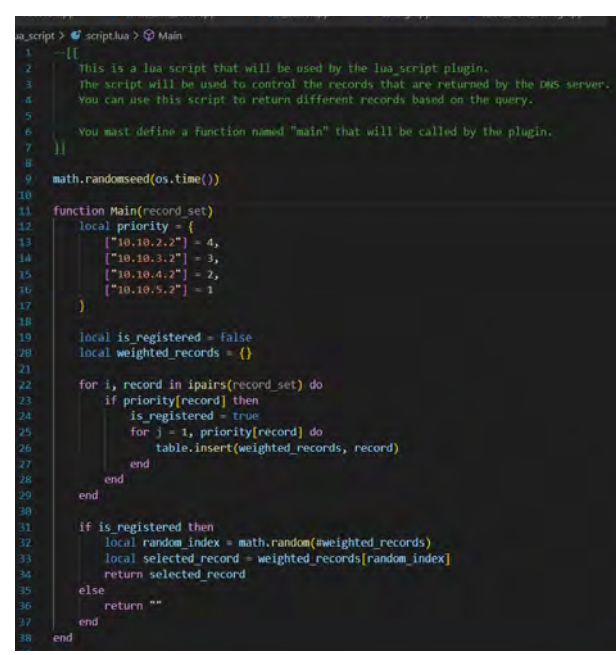 ua_script > script.lua > Main
1 --[[
2 This is a lua script that will be used by the lua_script plugin.
3 The script will be used to control the records that are returned by the DNS server.
4 You can use this script to return different records based on the query.
5
6 You mast define a function named "main" that will be called by the plugin.
7 ]]
8
9 math.randomseed(os.time())
10
11 function Main(record_set)
12 local priority = {
13 ["10.10.2.2"] = 4,
14 ["10.10.3.2"] = 3,
15 ["10.10.4.2"] = 2,
16 ["10.10.5.2"] = 1
17 }
18
19 local is_registered = false
20 local weighted_records = {}
21
22 for i, record in ipairs(record_set) do
23 if priority[record] then
24 is_registered = true
25 for j = 1, priority[record] do
26 table.insert(weighted_records, record)
27 end
28 end
29 end
30
31 if is_registered then
32 local random_index = math.random(#weighted_records)
33 local selected_record = weighted_records[random_index]
34 return selected_record
35 else
36 return ""
37 end
38 end